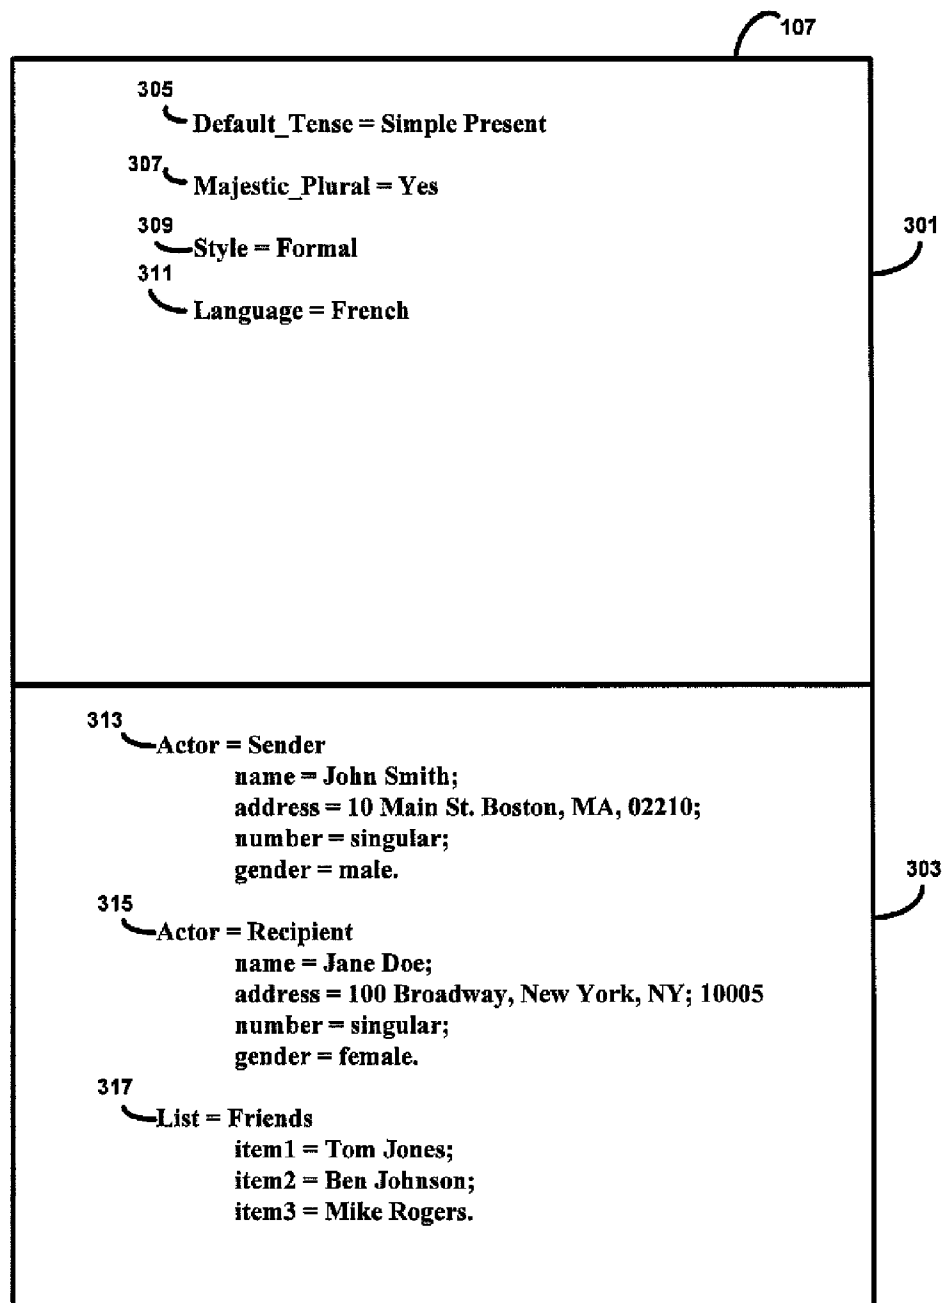 107
305
Default_Tense = Simple Present
307
Majestic_Plural = Yes
309
Style = Formal
301
311
Language = French
313
Actor = Sender
name = John Smith;
address = 10 Main St. Boston, MA, 02210;
number = singular;
gender = male.
303
315
Actor = Recipient
name = Jane Doe;
address = 100 Broadway, New York, NY; 10005
number = singular;
gender = female.
317
List = Friends
item1 = Tom Jones;
item2 = Ben Johnson;
item3 = Mike Rogers.